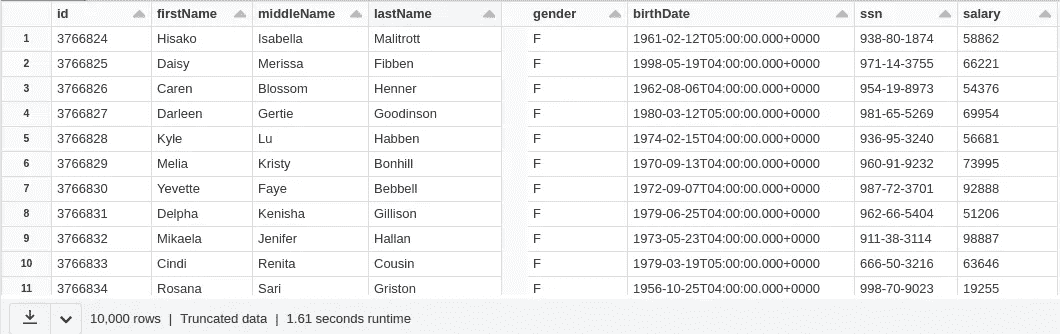 id firstName middleName lastName gender birthDate ssn salary
1 3766824 Hisako Isabella Malitrott F 1961-02-12T05:00:00.000+0000 938-80-1874 58862
2 3766825 Daisy Merissa Fibben F 1998-05-19T04:00:00.000+0000 971-14-3755 66221
3 3766826 Caren Blossom Henner F 1962-08-06T04:00:00.000+0000 954-19-8973 54376
4 3766827 Darleen Gertie Goodinson F 1980-03-12T05:00:00.000+0000 981-65-5269 69954
5 3766828 Kyle Lu Habben F 1974-02-15T04:00:00.000+0000 936-95-3240 56681
6 3766829 Melia Kristy Bonhill F 1970-09-13T04:00:00.000+0000 960-91-9232 73995
7 3766830 Yevette Faye Bebbell F 1972-09-07T04:00:00.000+0000 987-72-3701 92888
8 3766831 Delpha Kenisha Gillison F 1979-06-25T04:00:00.000+0000 962-66-5404 51206
9 3766832 Mikaela Jenifer Hallan F 1973-05-23T04:00:00.000+0000 911-38-3114 98887
10 3766833 Cindi Renita Cousin F 1979-03-19T05:00:00.000+0000 666-50-3216 63646
11 3766834 Rosana Sari Griston F 1956-10-25T04:00:00.000+0000 998-70-9023 19255
10,000 rows | Truncated data | 1.61 seconds runtime